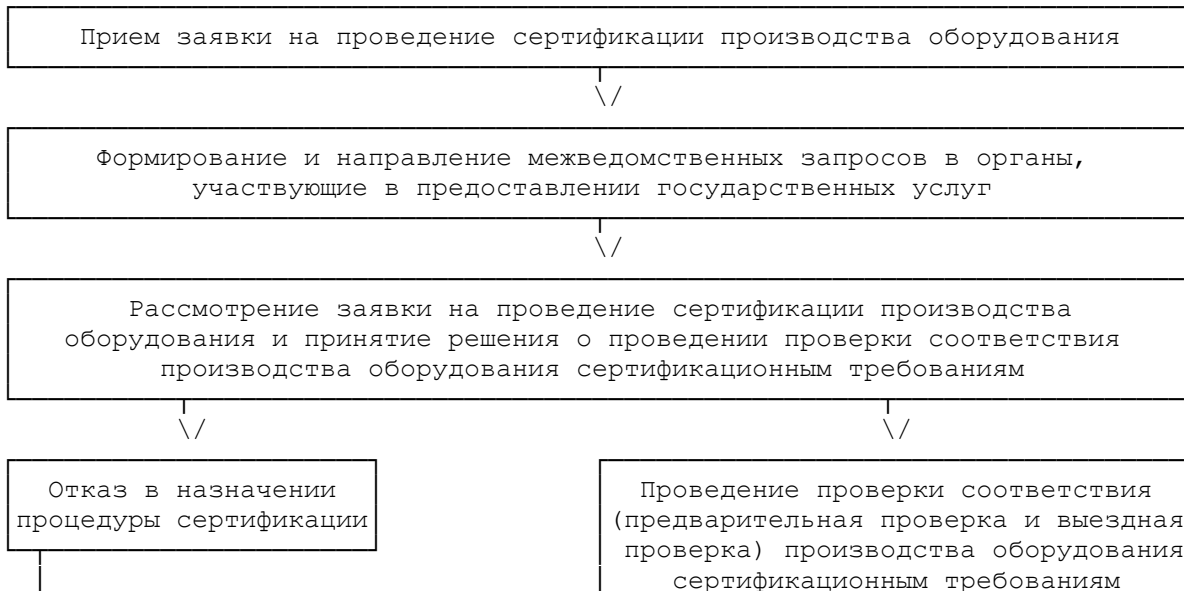 Прием заявки на проведение сертификации производства оборудования
Формирование и направление межведомственных запросов в органы,
участвующие в предоставлении государственных услуг
Рассмотрение заявки на проведение сертификации производства
оборудования и принятие решения о проведении проверки соответствия
производства оборудования сертификационным требованиям
Отказ в назначении
процедуры сертификации
Проведение проверки соответствия
(предварительная проверка и выездная
проверка) производства оборудования
сертификационным требованиям